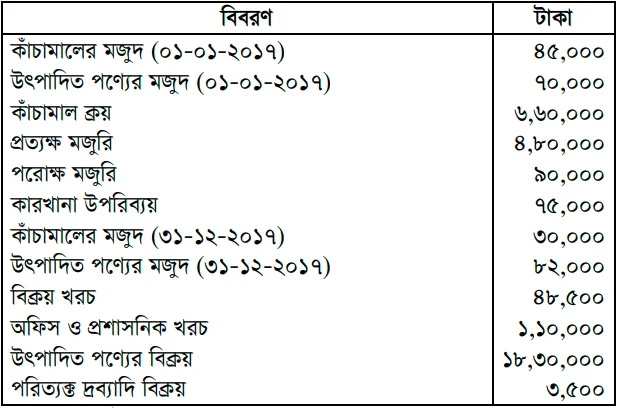 বিবরণ টাকা
কাঁচামালের মজুদ (০১-০১-২০১৭) ৪৫,০০০
উৎপাদিত পণ্যের মজুদ (০১-০১-২০১৭) ৭০,০০০
কাঁচামাল ক্রয় ৬,৬০,০০০
প্রত্যক্ষ মজুরি ৪,৮০,০০০
পরোক্ষ মজুরি ৯০,০০০
কারখানা উপরিব্যয় ৭৫,০০০
কাঁচামালের মজুদ (৩১-১২-২০১৭) ৩০,০০০
উৎপাদিত পণ্যের মজুদ (৩১-১২-২০১৭) ৮২,০০০
বিক্রয় খরচ ৪৮,৫০০
অফিস ও প্রশাসনিক খরচ ১,১০,০০০
উৎপাদিত পণ্যের বিক্রয় ১৮,৩০,০০০
পরিত্যক্ত দ্রব্যাদি বিক্রয় ৩,৫০০